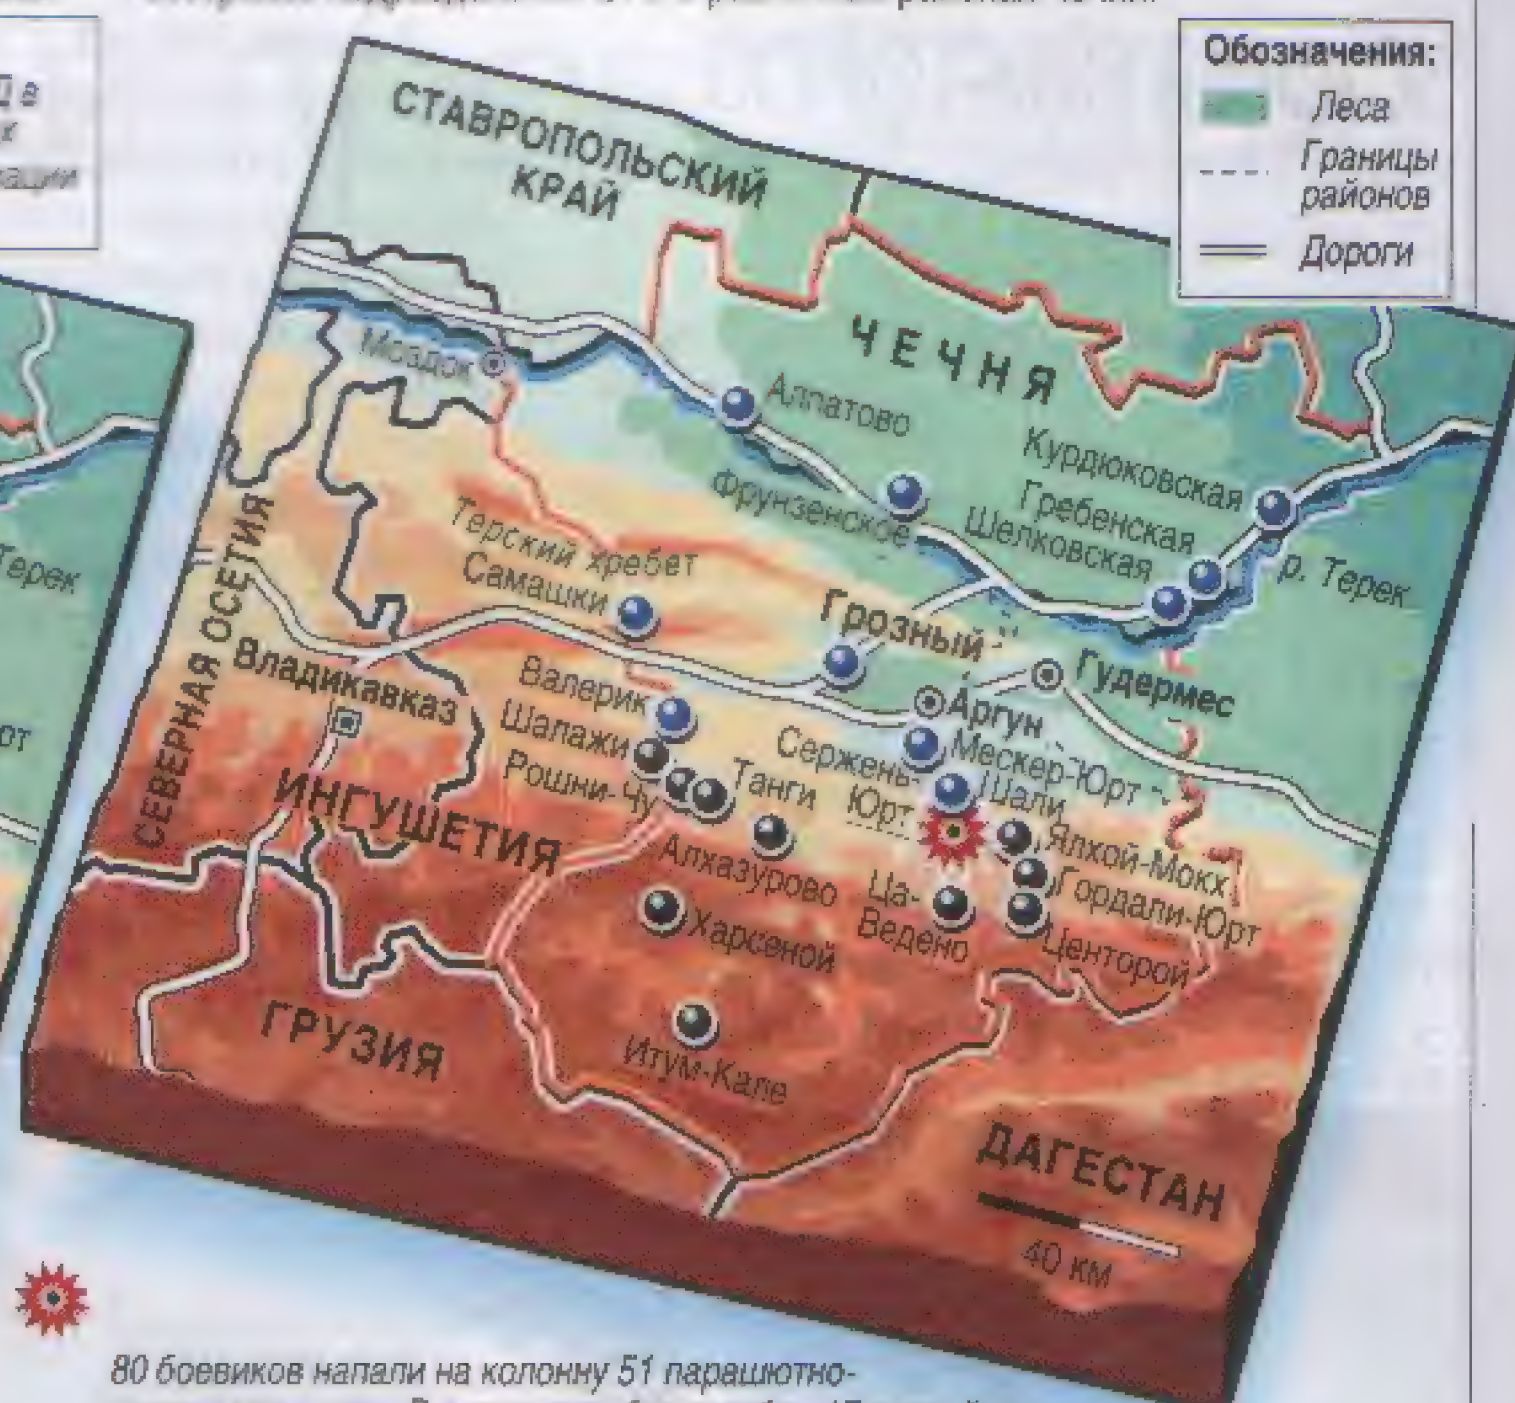 Обозначения:
Леса
Границы
районов
Дороги
СТАВРОПОЛЬСКИЙ
КРАЙ
ЧЕЧНЯ
Моздок
Алпатово
Фрунзенское
Курдюковская
Гребенская
Шелковская
р. Терек
Терек
Терский хребет
Самашки
Грозный
Гудермес
Аргун
СЕВЕРНАЯ ОСЕТИЯ
Владикавказ
Валерик
Шалажи
Рошни-Чу
Танги
Сержень-
Юрт
Мескер-Юрт
Шали
ИНГУШЕТИЯ
Алхазурово
Ялхой-Мокх
Гордали-Юрт
Ца-
Ведено
Центорой
Харсеной
ГРУЗИЯ
Итум-Кале
ДАГЕСТАН
40 км
80 боевиков напали на колонну 51 парашютно-